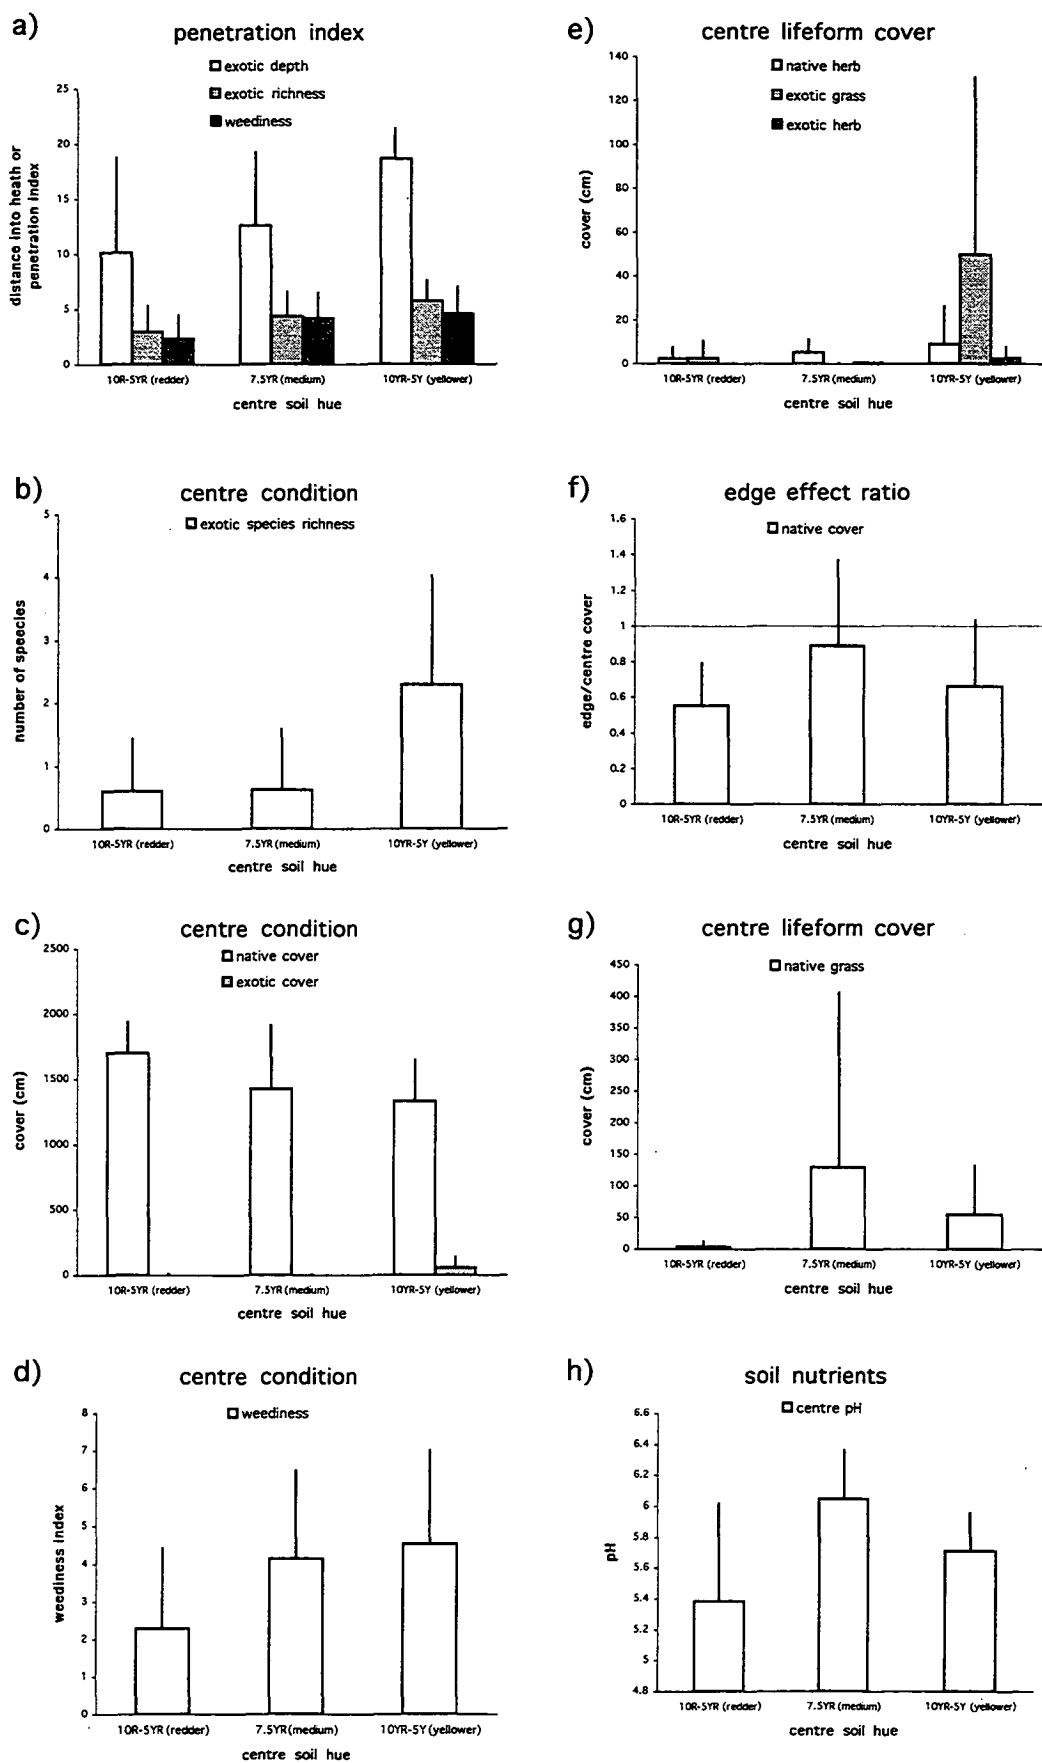 a)
penetration index
exotic depth
exotic richness
weediness
distance into heath or
penetration index
25
20
15
10
5
0
10R-5YR (redder)
7.5YR (medium)
10YR-5Y (yellower)
centre soil hue
b)
centre condition
exotic species richness
number of speecies
5
4
3
2
1
0
10R-5YR (redder)
7.5YR (medium)
10YR-5Y (yellower)
centre soil hue
c)
centre condition
native cover
exotic cover
cover (cm)
2500
2000
1500
1000
500
0
10R-5YR (redder)
7.5YR (medium)
10YR-5Y (yellower)
centre soil hue
d)
centre condition
weediness
weediness index
8
7
6
5
4
3
2
1
0
10R-5YR (redder)
7.5YR (medium)
10YR-5Y (yellower)
centre soil hue
e)
centre lifeform cover
native herb
exotic grass
exotic herb
cover (cm)
140
120
100
80
60
40
20
0
10R-5YR (redder)
7.5YR (medium)
10YR-5Y (yellower)
centre soil hue
f)
edge effect ratio
native cover
edge/centre cover
1.6
1.4
1.2
1
0.8
0.6
0.4
0.2
0
10R-5YR (redder)
7.5YR (medium)
10YR-5Y (yellower)
centre soil hue
g)
centre lifeform cover
native grass
cover (cm)
450
400
350
300
250
200
150
100
50
0
10R-5YR (redder)
7.5YR (medium)
10YR-5Y (yellower)
centre soil hue
h)
soil nutrients
centre pH
pH
6.6
6.4
6.2
6
5.8
5.6
5.4
5.2
5
4.8
10R-5YR (redder)
7.5YR (medium)
10YR-5Y (yellower)
centre soil hue